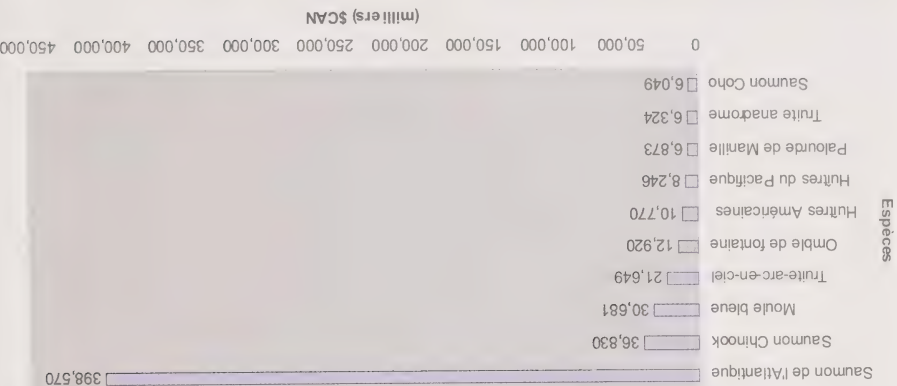 Espèces
Saumon de l'Atlantique 398,570
Saumon Chinook 36,830
Moule bleue 30,681
Truite-arc-en-ciel 21,649
Omble de fontaine 12,920
Huîtres Américaines 10,770
Huîtres du Pacifique 8,246
Palourde de Manille 6,873
Truite anadrome 6,324
Saumon Coho 6,049
0 50,000 100,000 150,000 200,000 250,000 300,000 350,000 400,000 450,000
(milliers) $CAN